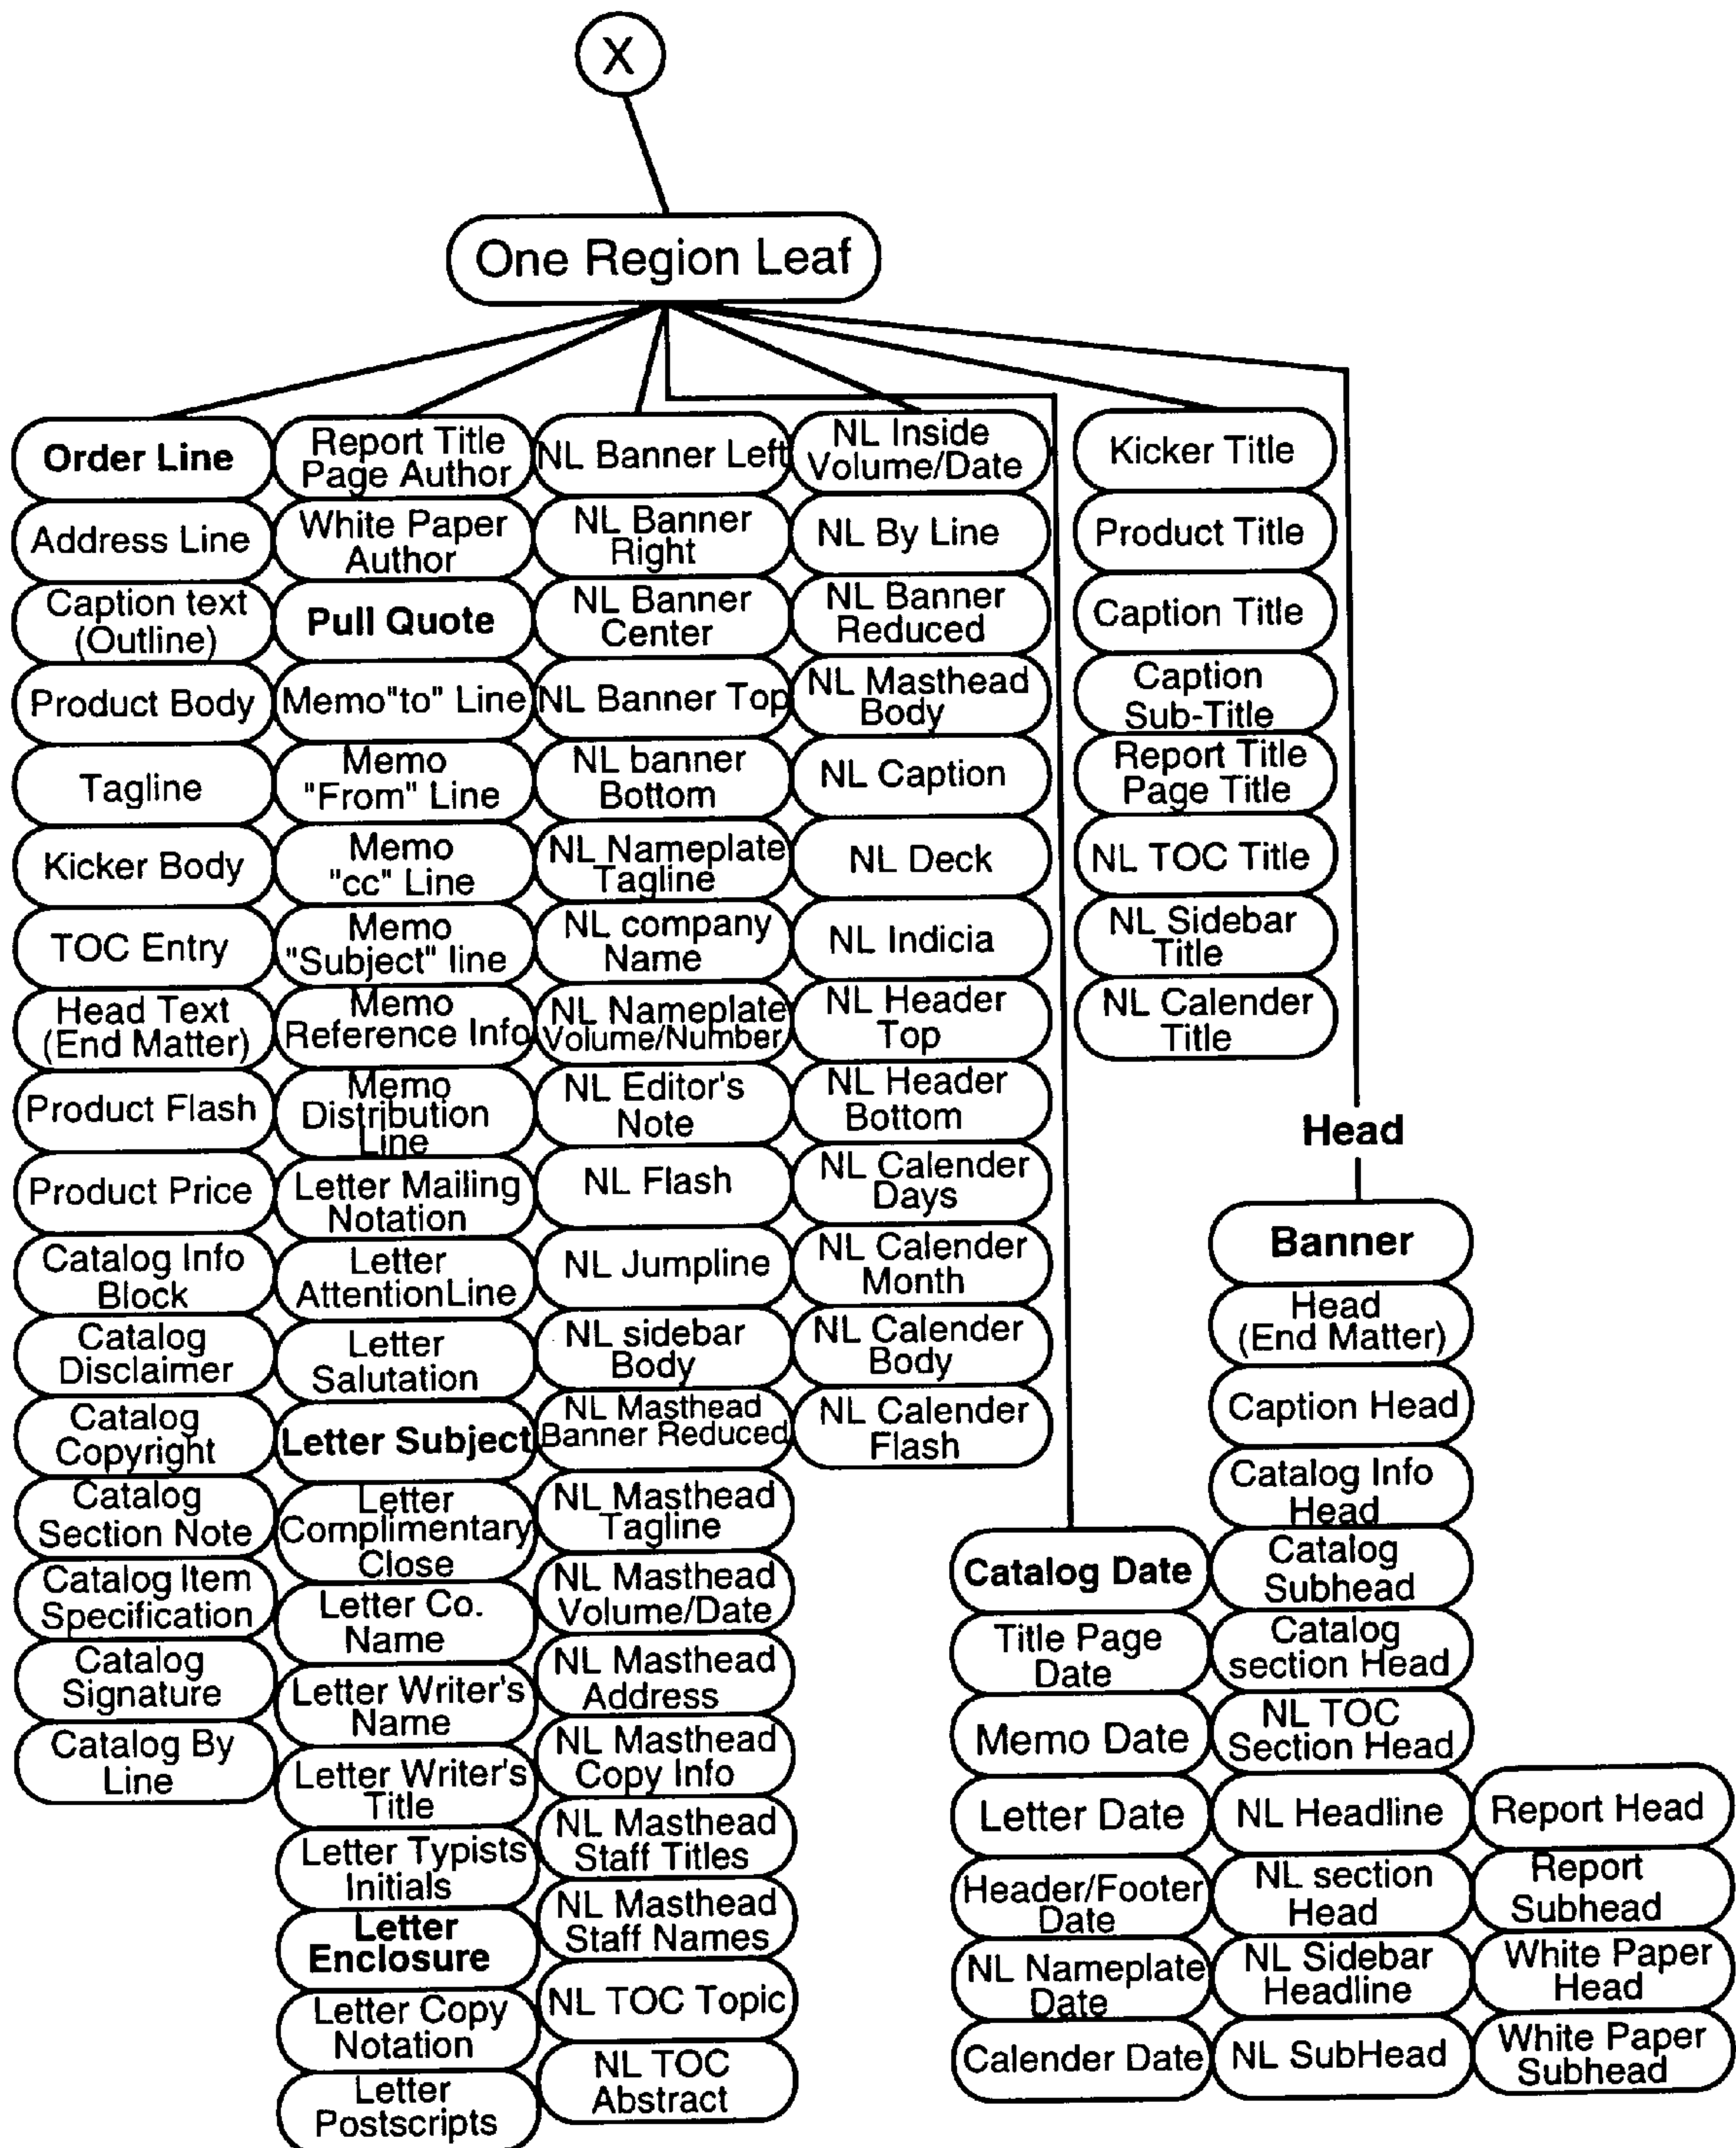 X
One Region Leaf
Order Line
Address Line
Caption text
(Outline)
Product Body
Tagline
Kicker Body
TOC Entry
Head Text
(End Matter)
Product Flash
Product Price
Catalog Info
Block
Catalog
Disclaimer
Catalog
Copyright
Catalog
Section Note
Catalog Item
Specification
Catalog
Signature
Catalog By
Line
Report Title
Page Author
White Paper
Author
Pull Quote
Memo"to" Line
Memo
"From" Line
Memo
"cc" Line
Memo
"Subject" line
Memo
Reference Info
Memo
Distribution
Line
Letter Mailing
Notation
Letter
AttentionLine
Letter
Salutation
Letter Subject
Letter
Complimentary
Close
Letter Co.
Name
Letter Writer's
Name
Letter Writer's
Title
Letter Typists
Initials
Letter
Enclosure
Letter Copy
Notation
Letter
Postscripts
NL Banner Left
NL Banner
Right
NL Banner
Center
NL Banner Top
NL banner
Bottom
NL Nameplate
Tagline
NL company
Name
NL Nameplate
Volume/Number
NL Editor's
Note
NL Flash
NL Jumpline
NL sidebar
Body
NL Masthead
Banner Reduced
NL Masthead
Tagline
NL Masthead
Volume/Date
NL Masthead
Address
NL Masthead
Copy Info
NL Masthead
Staff Titles
NL Masthead
Staff Names
NL TOC Topic
NL TOC
Abstract
NL Inside
Volume/Date
NL By Line
NL Banner
Reduced
NL Masthead
Body
NL Caption
NL Deck
NL Indicia
NL Header
Top
NL Header
Bottom
NL Calender
Days
NL Calender
Month
NL Calender
Body
NL Calender
Flash
Kicker Title
Product Title
Caption Title
Caption
Sub-Title
Report Title
Page Title
NL TOC Title
NL Sidebar
Title
NL Calender
Title
Catalog Date
Title Page
Date
Memo Date
Letter Date
Header/Footer
Date
NL Nameplate
Date
Calender Date
Head
Banner
Head
(End Matter)
Caption Head
Catalog Info
Head
Catalog
Subhead
Catalog
section Head
NL TOC
Section Head
NL Headline
NL section
Head
NL Sidebar
Headline
NL SubHead
Report Head
Report
Subhead
White Paper
Head
White Paper
Subhead